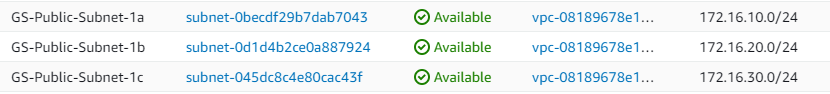 GS-Public-Subnet-1a subnet-0becdf29b7dab7043 Available vpc-08189678e1... 172.16.10.0/24
GS-Public-Subnet-1b subnet-0d1d4b2ce0a887924 Available vpc-08189678e1... 172.16.20.0/24
GS-Public-Subnet-1c subnet-045dc8c4e80cac43f Available vpc-08189678e1... 172.16.30.0/24